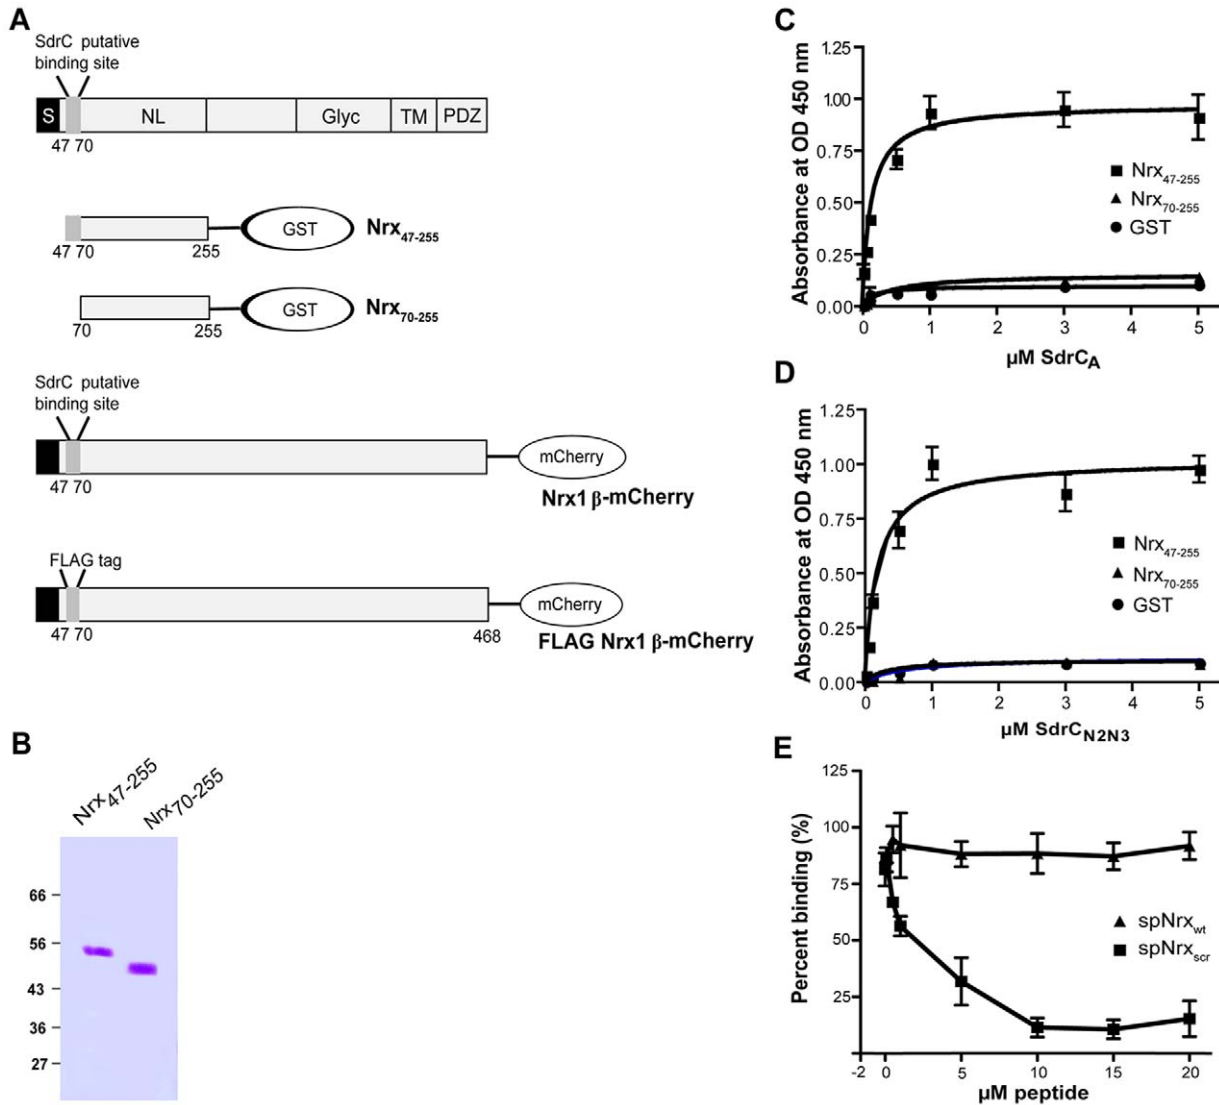 A
SdrC putative
binding site
S NL Glyc TM PDZ
47 70
GST Nrx47-255
47 70 255
GST Nrx70-255
70 255
SdrC putative
binding site
mCherry
47 70
Nrx1 β-mCherry
FLAG tag
mCherry
47 70 468
FLAG Nrx1 β-mCherry
B
Nrx47-255
Nrx70-255
66
56
43
36
27
C
Absorbance at OD 450 nm
1.25
1.00
0.75
0.50
0.25
0.00
Nrx47-255
Nrx70-255
GST
0 1 2 3 4 5
µM SdrCA
D
Absorbance at OD 450 nm
1.25
1.00
0.75
0.50
0.25
0.00
Nrx47-255
Nrx70-255
GST
0 1 2 3 4 5
µM SdrCN2N3
E
Percent binding (%)
125
100
75
50
25
spNrxwt
spNrxscr
-2 0 5 10 15 20
µM peptide